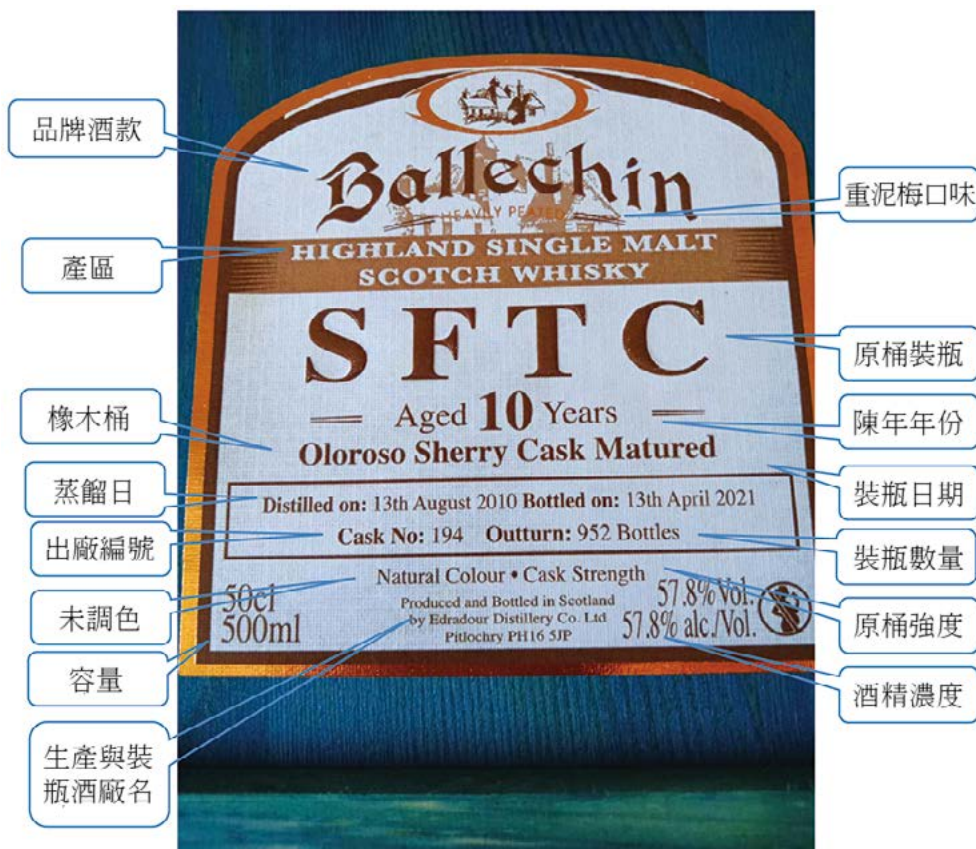 品牌酒款
產區
橡木桶
蒸餾日
出廠編號
未調色
容量
生產與裝
瓶酒廠名
Ballechin
HEAVILY PEATED
HIGHLAND SINGLE MALT
SCOTCH WHISKY
SFTC
Aged 10 Years
Oloroso Sherry Cask Matured
Distilled on: 13th August 2010 Bottled on: 13th April 2021
Cask No: 194 Outturn: 952 Bottles
Natural Colour • Cask Strength
50cl
500ml
Produced and Bottled in Scotland
by Edradour Distillery Co. Ltd
Pitlochry PH16 5JP
57.8% Vol.
57.8% alc./Vol.
重泥梅口味
原桶裝瓶
陳年年份
裝瓶日期
裝瓶數量
原桶強度
酒精濃度